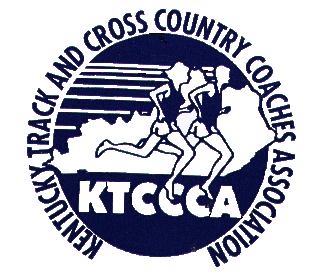 KENTUCKY TRACK AND CROSS COUNTRY COACHES ASSOCIATION
KTCCCA